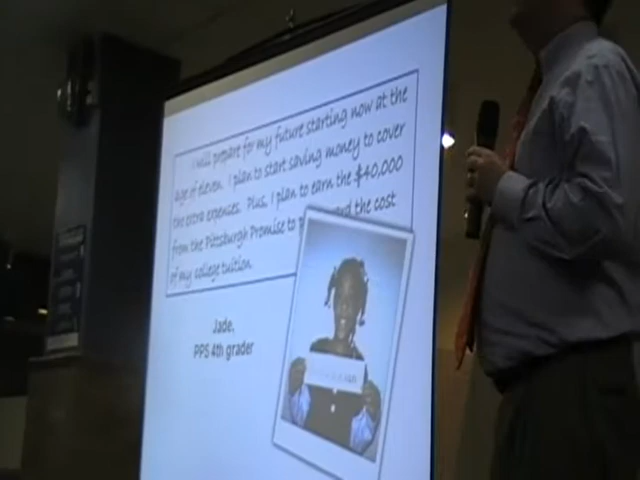 I will prepare for my future starting now at the
age of eleven. I plan to start saving money to cover
the extra expenses. Plus, I plan to earn the $40,000
from the Pittsburgh Promise to the cost
of my college tuition.
Jade,
PPS 4th grader